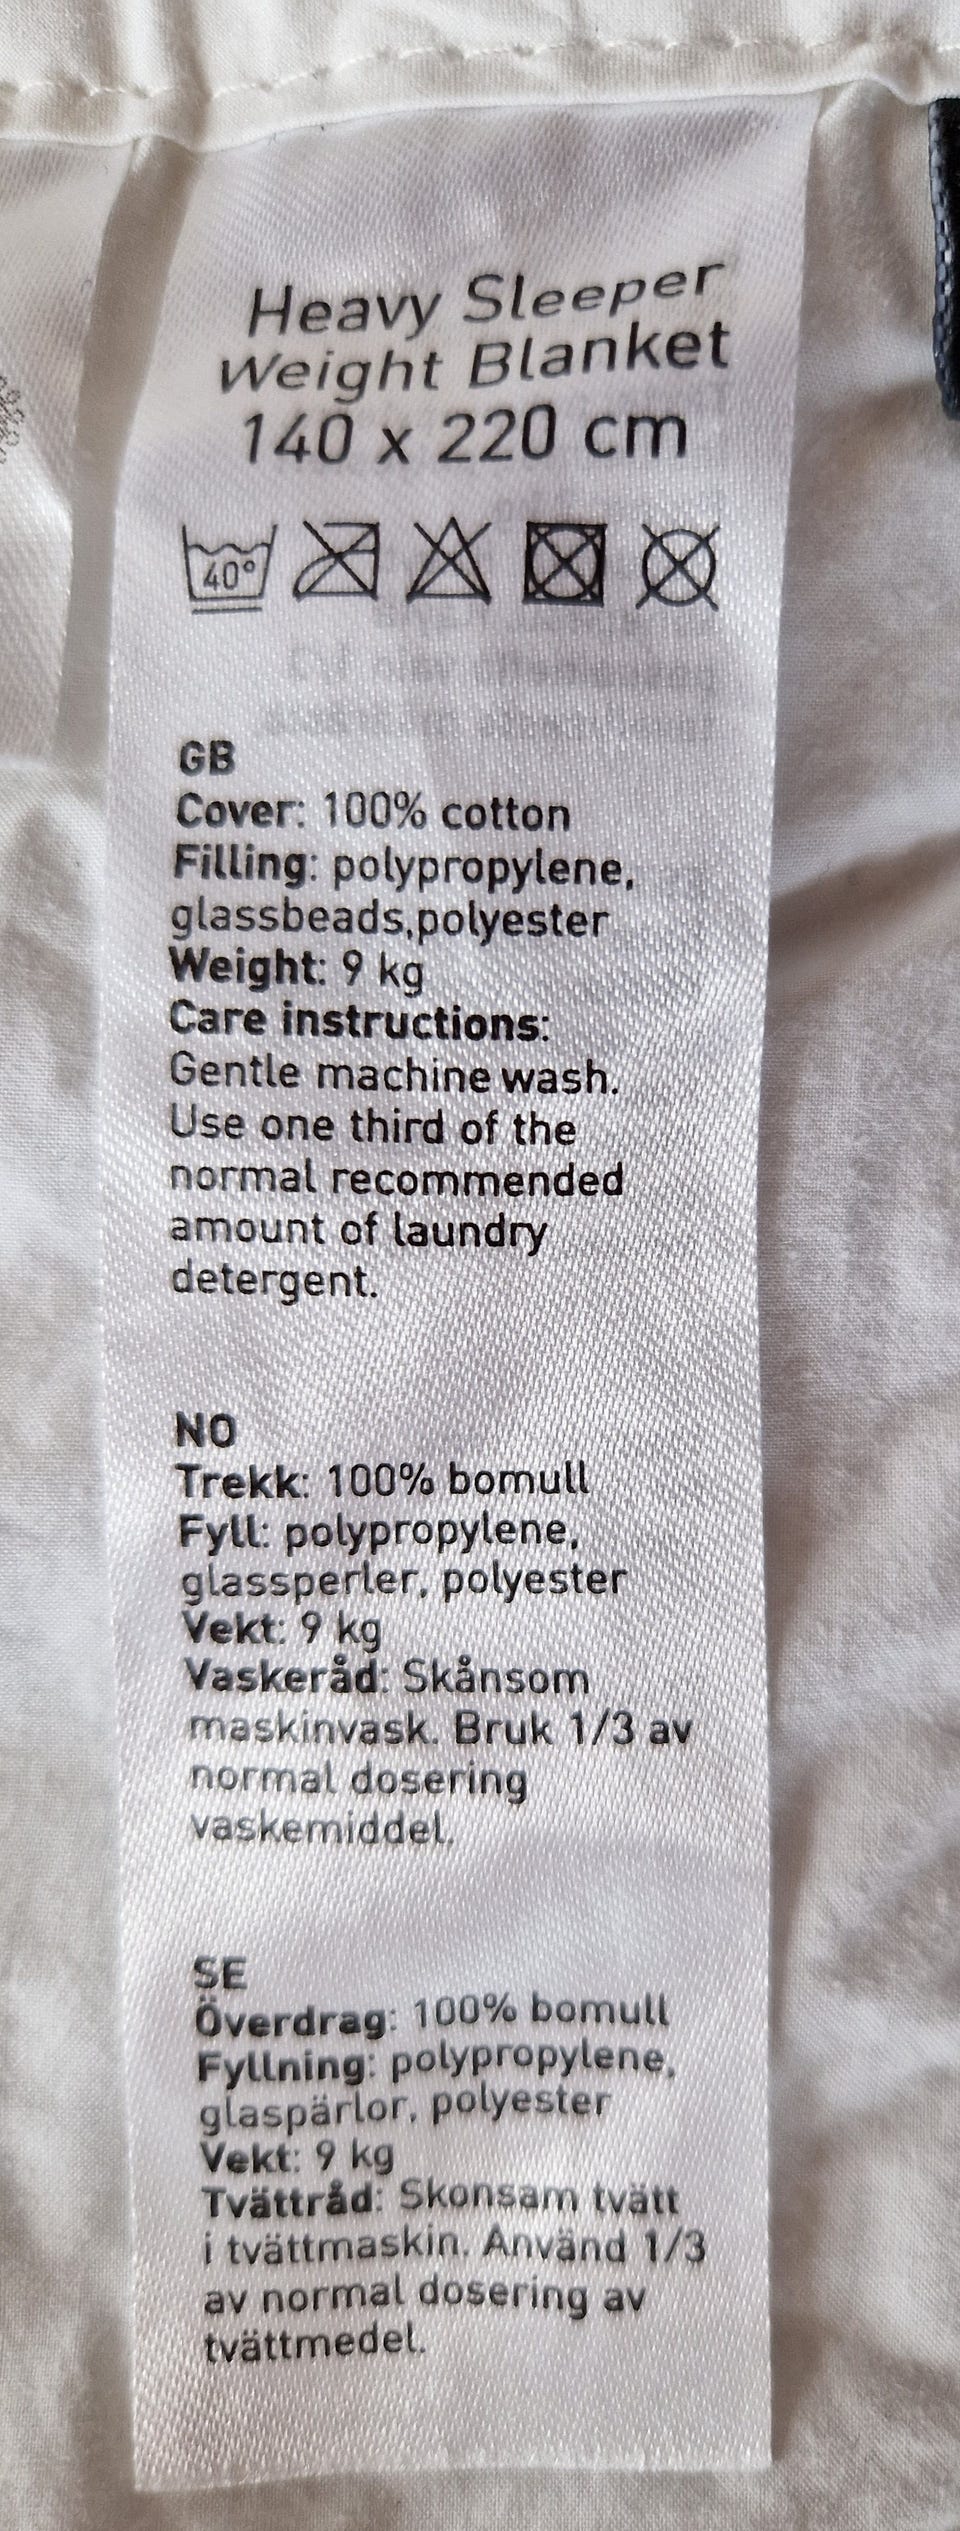 Heavy Sleeper
Weight Blanket
140 x 220 cm
40°
GB
Cover: 100% cotton
Filling: polypropylene,
glassbeads,polyester
Weight: 9 kg
Care instructions:
Gentle machine wash.
Use one third of the
normal recommended
amount of laundry
detergent.
NO
Trekk: 100% bomull
Fyll: polypropylene,
glassperler, polyester
Vekt: 9 kg
Vaskeråd: Skånsom
maskinvask. Bruk 1/3 av
normal dosering
vaskemiddel.
SE
Överdrag: 100% bomull
Fyllning: polypropylene,
glaspärlor, polyester
Vekt: 9 kg
Tvättråd: Skonsam tvätt
i tvättmaskin. Använd 1/3
av normal dosering av
tvättmedel.